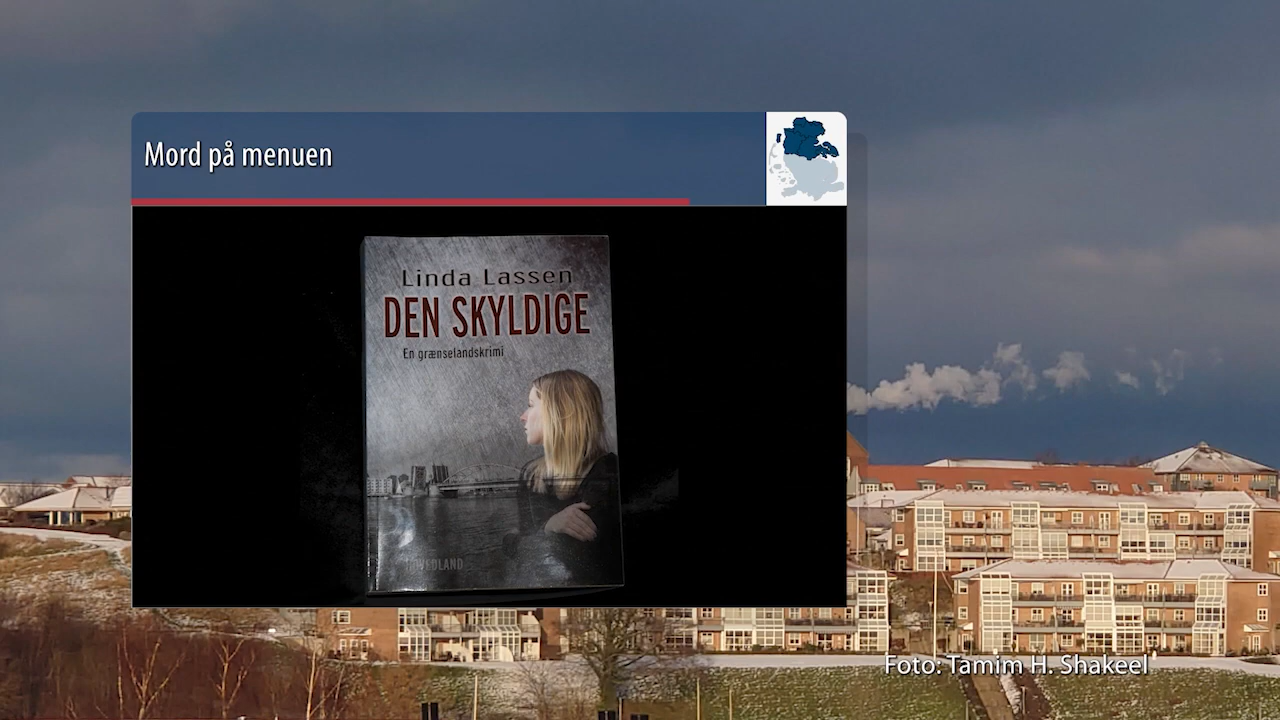 Mord på menuen
Linda Lassen
DEN SKYLDIGE
En grænselandskrimi
Foto: Tamim H. Shakeel